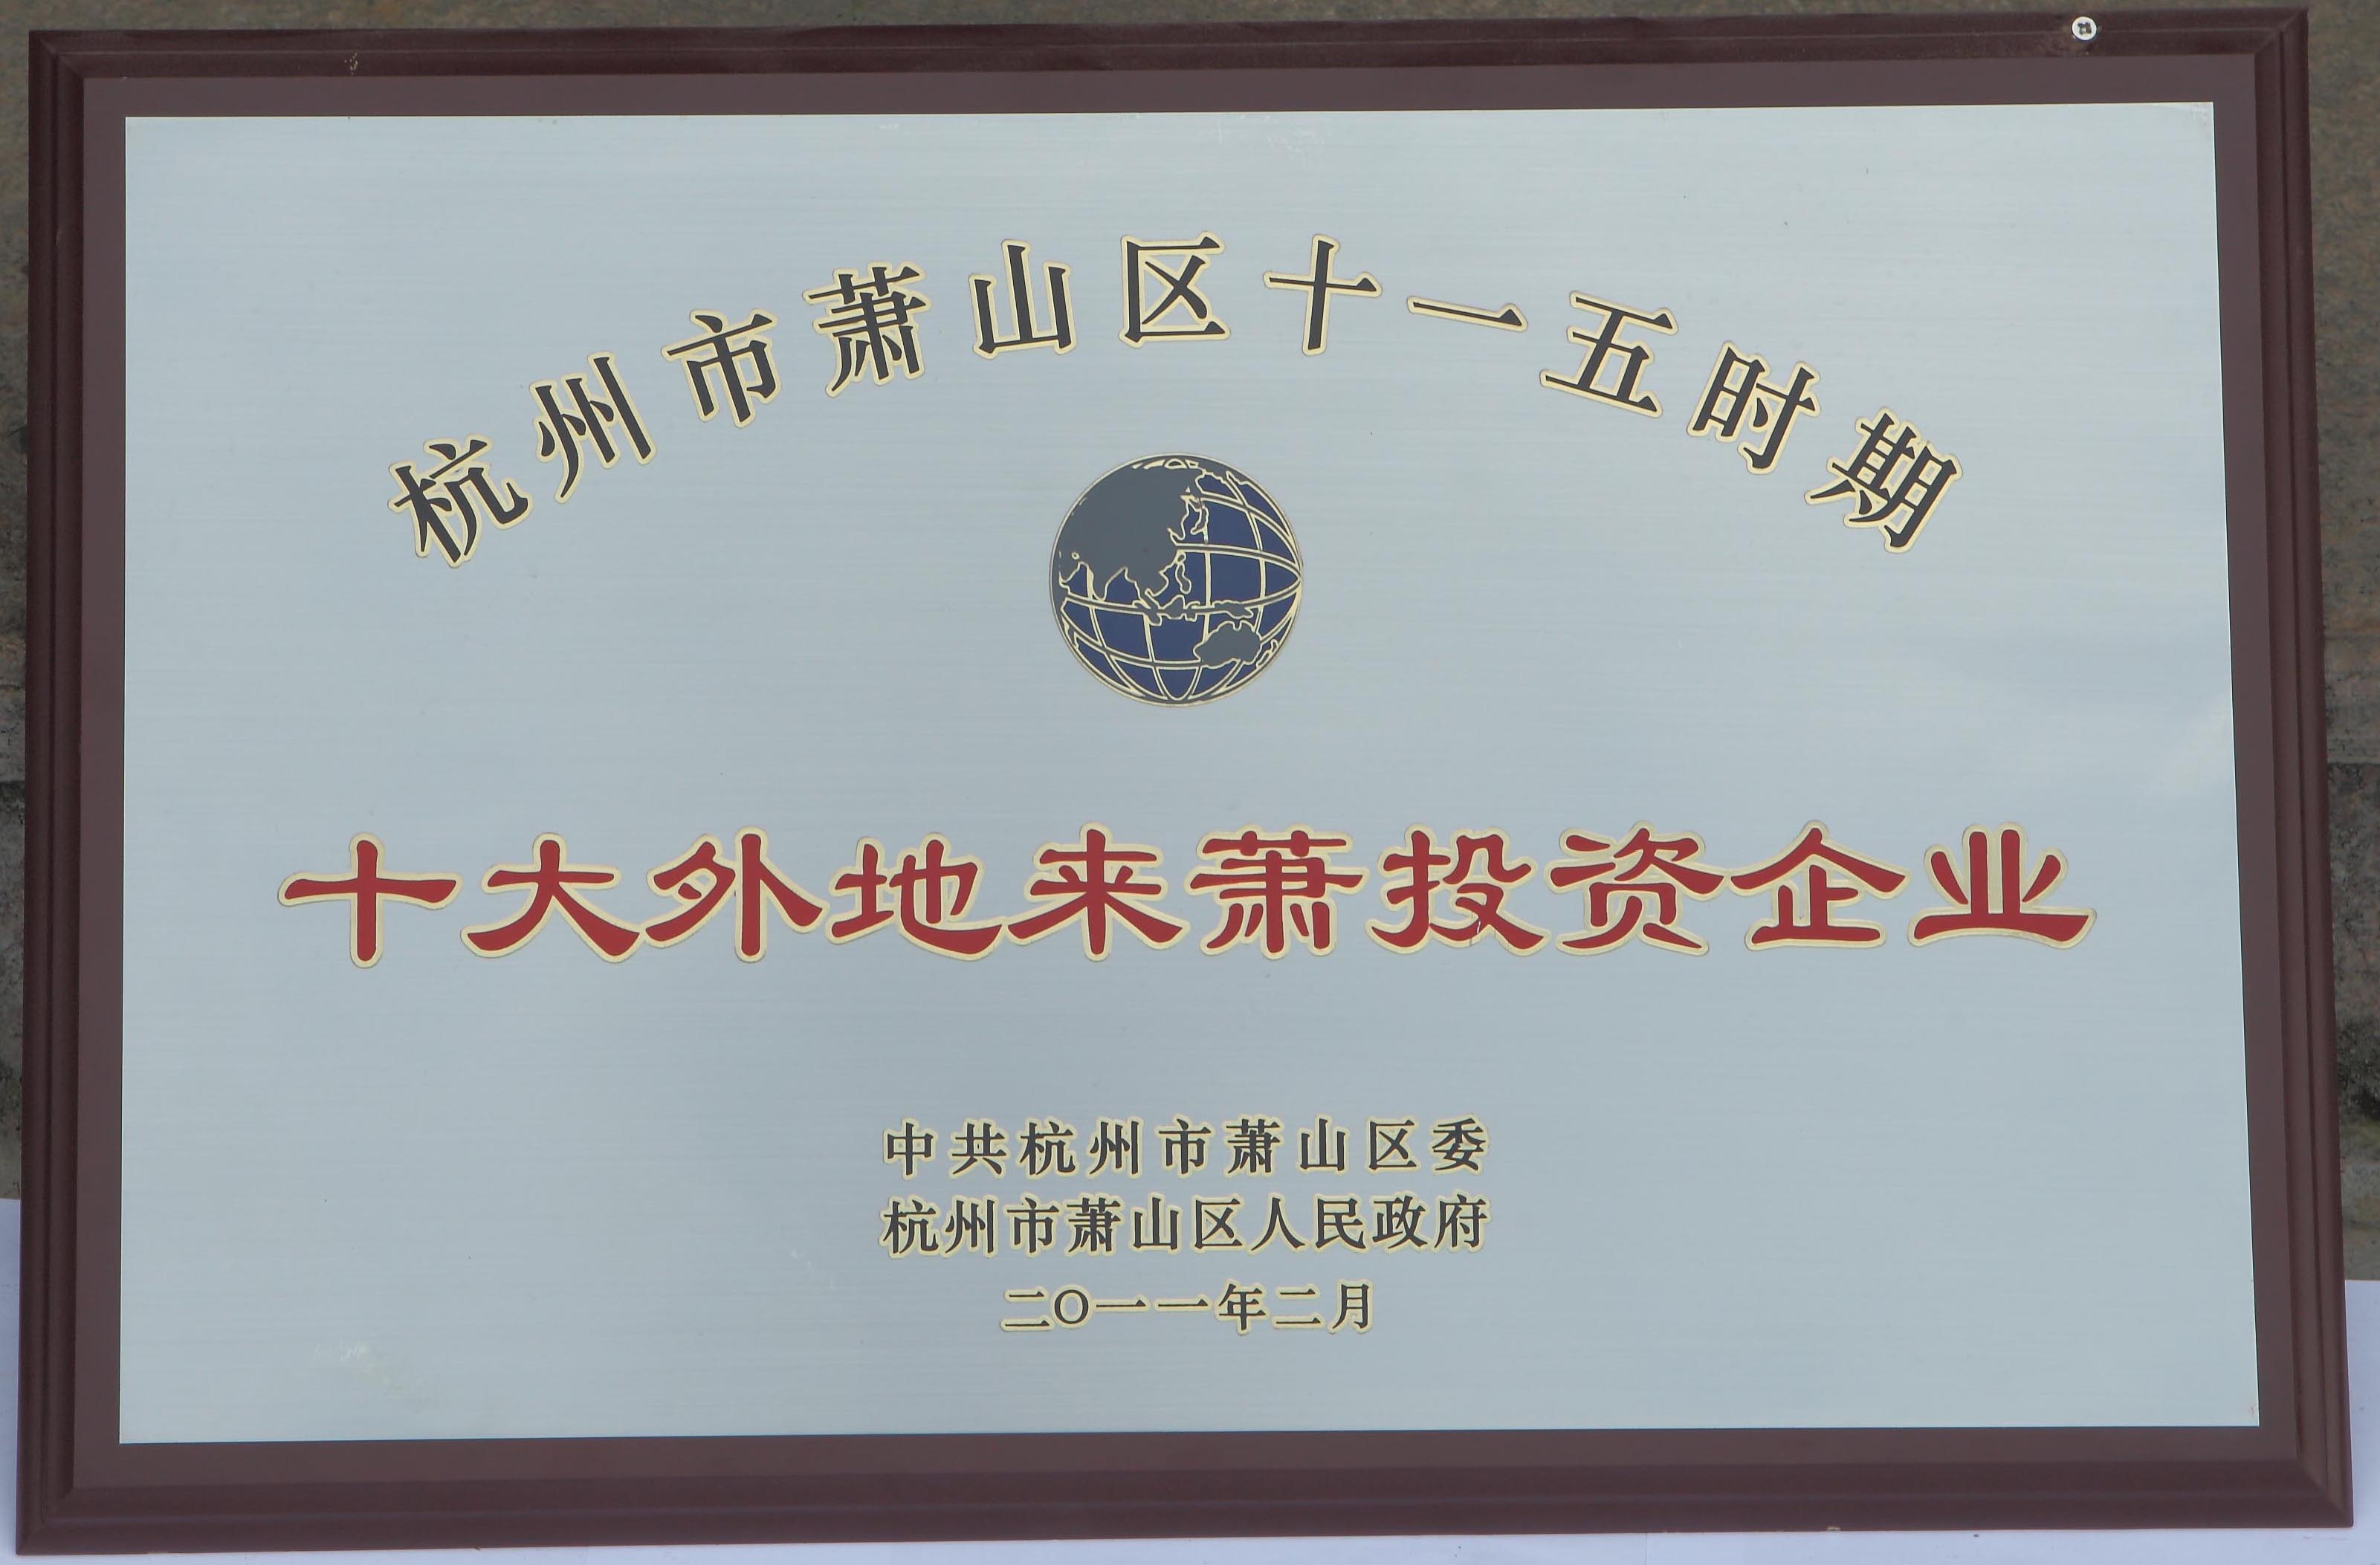 杭州市萧山区十一五时期
十大外地来萧投资企业
中共杭州市萧山区委
杭州市萧山区人民政府
二〇一一年二月